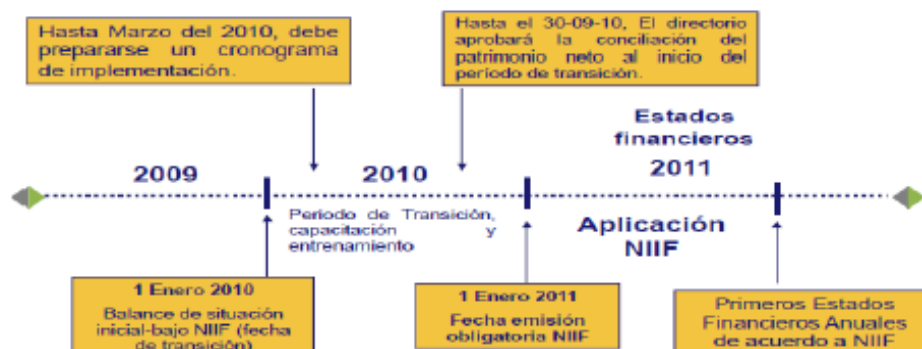 Hasta Marzo del 2010, debe
prepararse un cronograma
de implementación.
Hasta el 30-09-10, El directorio
aprobará la conciliación del
patrimonio neto al inicio del
período de transición.
Estados
financieros
2009
2010
2011
Periodo de Transición,
capacitación y
entrenamiento
Aplicación
NIIF
1 Enero 2010
Balance de situación
inicial-bajo NIIF (fecha
de transición)
1 Enero 2011
Fecha emisión
obligatoria NIIF
Primeros Estados
Financieros Anuales
de acuerdo a NIIF